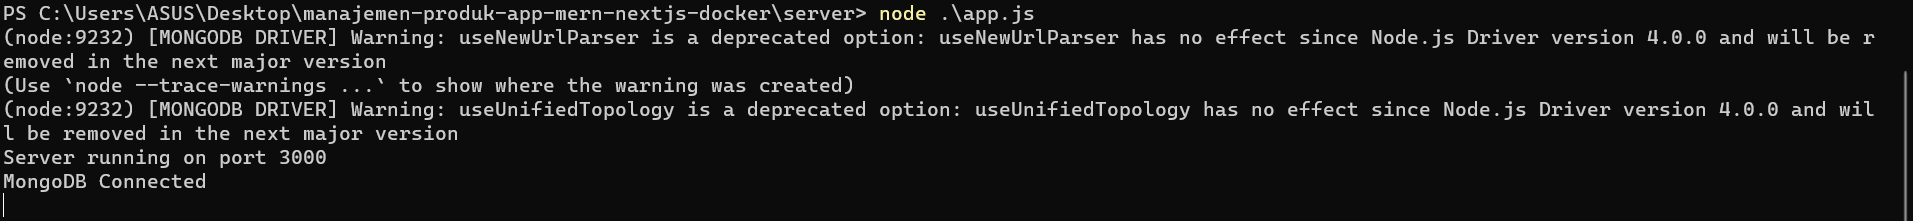 PS C:\Users\ASUS\Desktop\manajemen-produk-app-mern-nextjs-docker\server> node .\app.js
(node:9232) [MONGODB DRIVER] Warning: useNewUrlParser is a deprecated option: useNewUrlParser has no effect since Node.js Driver version 4.0.0 and will be r
emoved in the next major version
(Use `node --trace-warnings ...` to show where the warning was created)
(node:9232) [MONGODB DRIVER] Warning: useUnifiedTopology is a deprecated option: useUnifiedTopology has no effect since Node.js Driver version 4.0.0 and wil
l be removed in the next major version
Server running on port 3000
MongoDB Connected